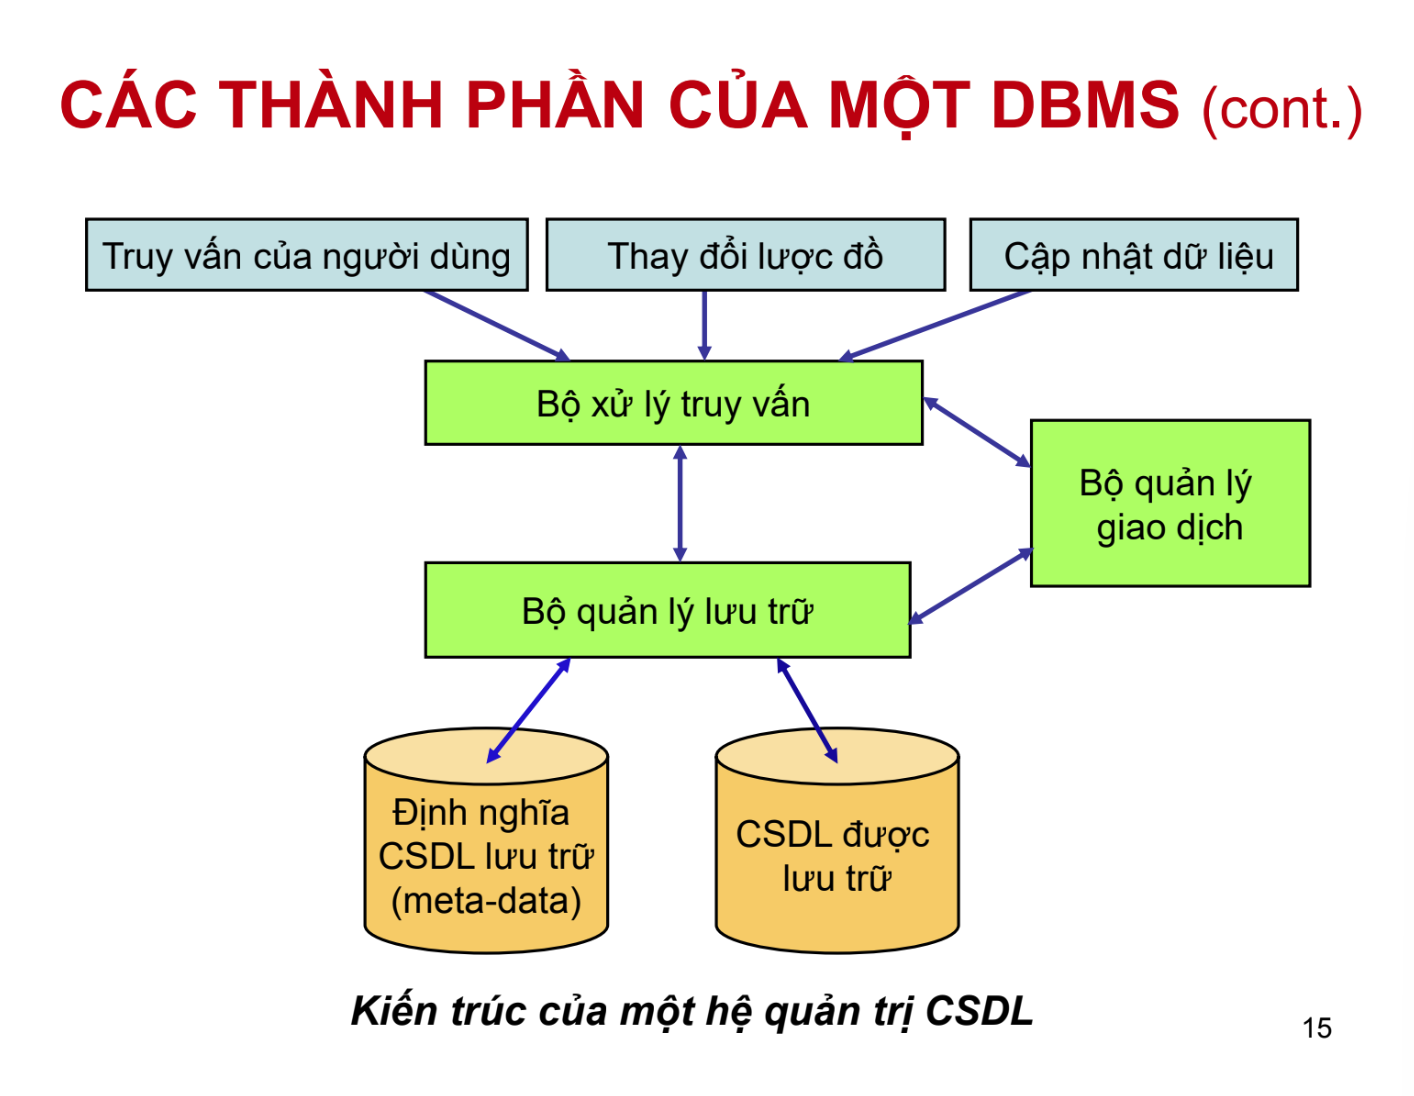 CÁC THÀNH PHẦN CỦA MỘT DBMS (cont.)
Truy vấn của người dùng
Thay đổi lược đồ
Cập nhật dữ liệu
Bộ xử lý truy vấn
Bộ quản lý
giao dịch
Bộ quản lý lưu trữ
Định nghĩa
CSDL lưu trữ
(meta-data)
CSDL được
lưu trữ
Kiến trúc của một hệ quản trị CSDL
15